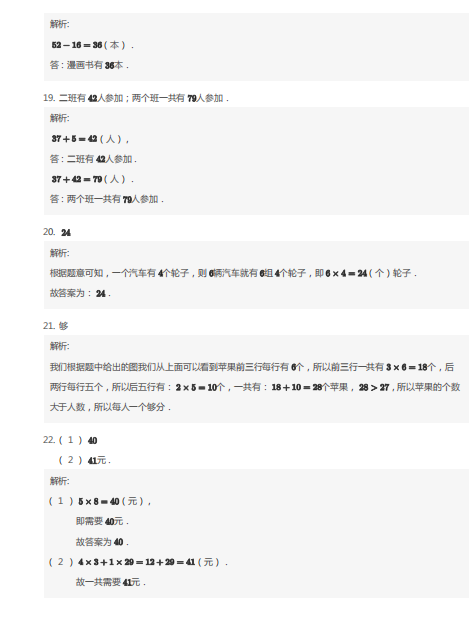 解析:
52 − 16 = 36 ( 本 ) .
答 : 漫画书有 36本 .
19. 二班有 42人参加 ; 两个班一共有 79人参加 .
解析:
37 + 5 = 42 ( 人 ) ,
答 : 二班有 42人参加 .
37 + 42 = 79 ( 人 ) .
答 : 两个班一共有 79人参加 .
20. 24
解析:
根据题意可知 , 一个汽车有 4个轮子 , 则 6辆汽车就有 6组 4个轮子 , 即 6 × 4 = 24 ( 个 ) 轮子 .
故答案为 : 24 .
21. 够
解析:
我们根据题中给出的图我们从上面可以看到苹果前三行每行有 6个 , 所以前三行一共有 3 × 6 = 18个 , 后
两行每行五个 , 所以后五行有 : 2 × 5 = 10个 , 一共有 : 18 + 10 = 28个苹果 , 28 > 27 , 所以苹果的个数
大于人数 , 所以每人一个够分 .
22. ( 1 ) 40
( 2 ) 41元 .
解析:
( 1 ) 5 × 8 = 40 ( 元 ) ,
即需要 40元 .
故答案为 40 .
( 2 ) 4 × 3 + 1 × 29 = 12 + 29 = 41 ( 元 ) .
故一共需要 41元 .